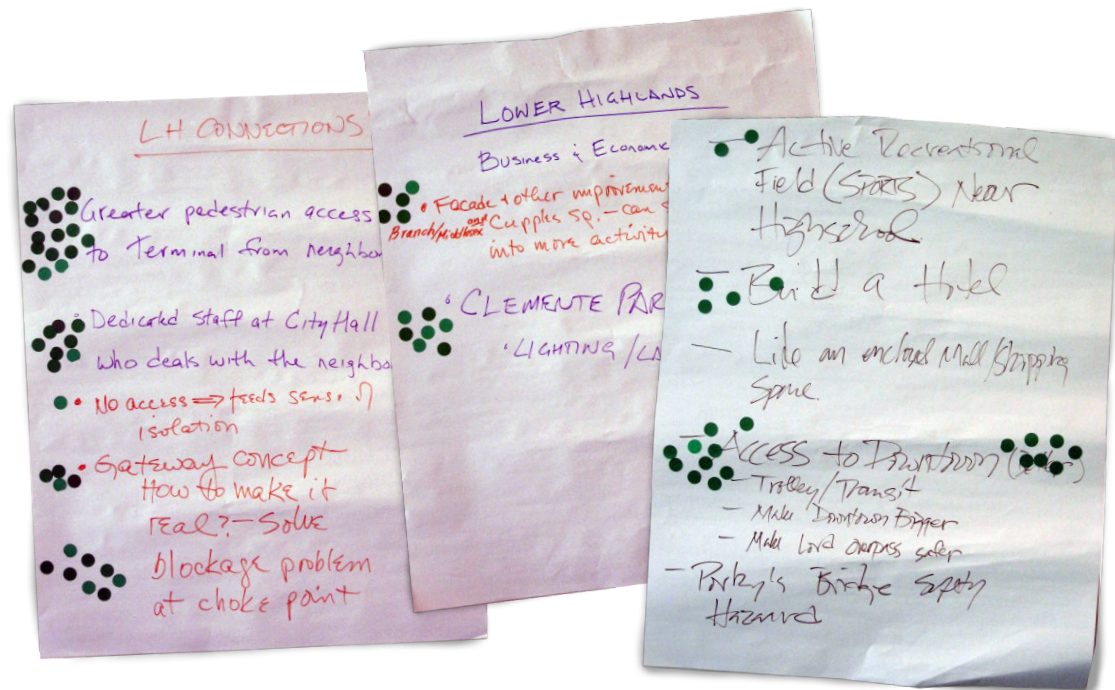 LH CONNECTIONS
Greater pedestrian access
to Terminal from neighbo
Dedicated Staff at City Hall
who deals with the neighbo
No access ⇒ feeds sense of
isolation
Gateway concept
How to make it
real? – Solve
blockage problem
at choke point
LOWER HIGHLANDS
Business & Economic
Facade & other improvement
Branch/Middlesex and Cupples Sq. – can
into more activity
CLEMENTE PAR
LIGHTING / LA
– Active Recreational
Field (SPORTS) Near
Highschool
– Build a Hotel
– Like an enclosed Mall/Shopping
Space.
– Access to Downtown
– Trolley/Transit
– Make Downtown Bigger
– Make Lord overpass safer
– Bridge Safety
Hazard